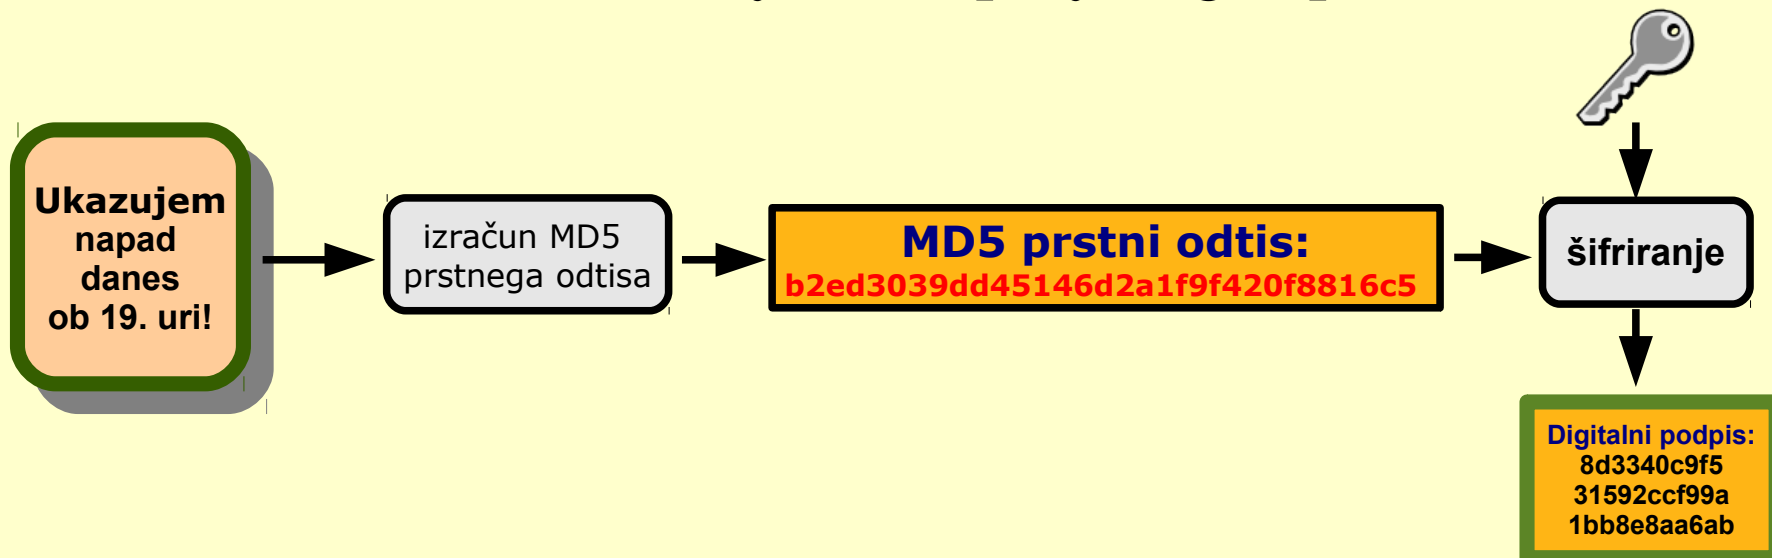 Ukazujem
napad
danes
ob 19. uri!
izračun MD5
prstnega odtisa
MD5 prstni odtis:
b2ed3039dd45146d2a1f9f420f8816c5
šifriranje
Digitalni podpis:
8d3340c9f5
31592ccf99a
1bb8e8aa6ab